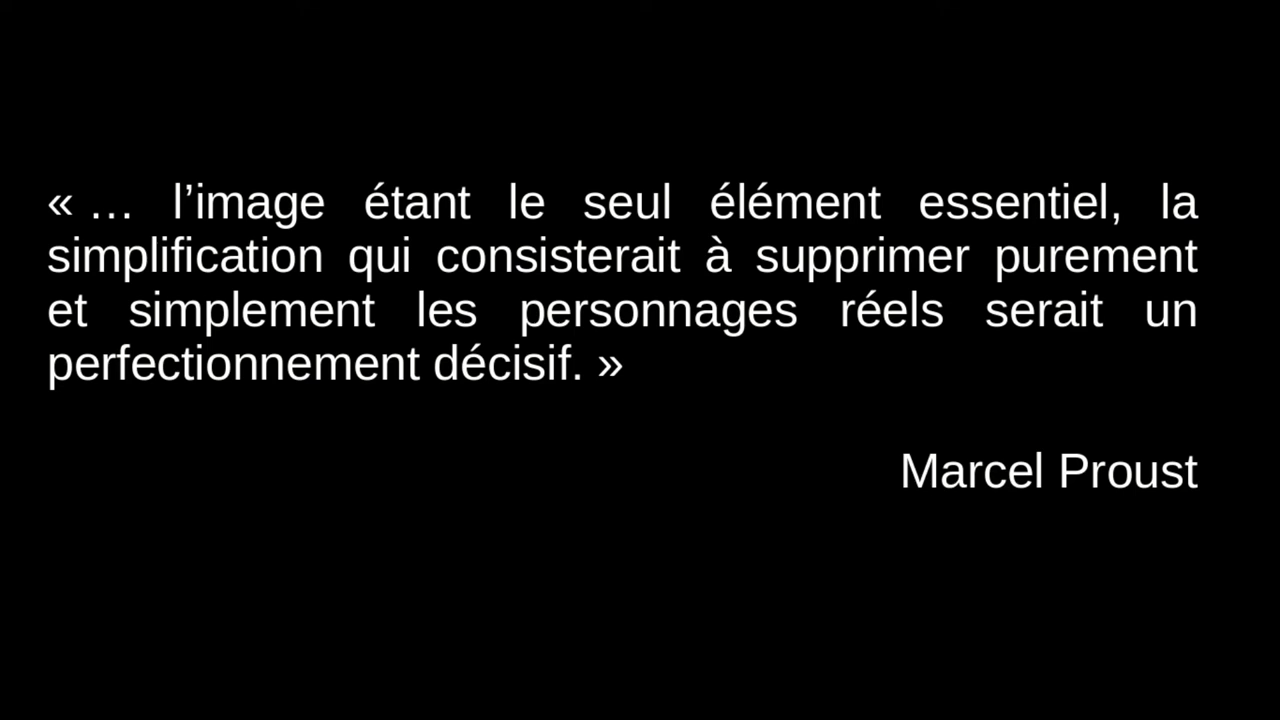 « … l’image étant le seul élément essentiel, la
simplification qui consisterait à supprimer purement
et simplement les personnages réels serait un
perfectionnement décisif. »
Marcel Proust